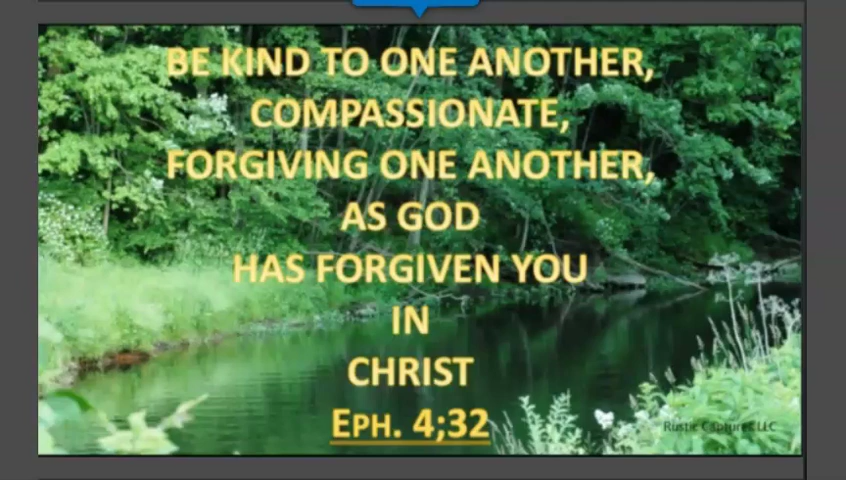 BE KIND TO ONE ANOTHER,
COMPASSIONATE,
FORGIVING ONE ANOTHER,
AS GOD
HAS FORGIVEN YOU
IN
CHRIST
EPH. 4;32
Rustic Captures LLC